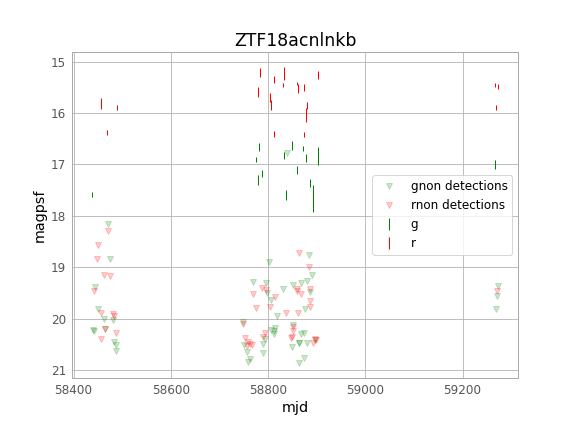 ZTF18acnlnkb
15
16
17
18
19
20
21
magpsf
gnon detections
rnon detections
g
r
58400
58600
58800
59000
59200
mjd